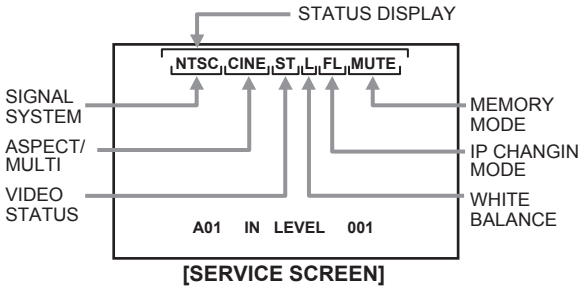 STATUS DISPLAY
NTSC CINE ST L FL MUTE
SIGNAL
SYSTEM
ASPECT/
MULTI
VIDEO
STATUS
MEMORY
MODE
IP CHANGIN
MODE
WHITE
BALANCE
A01 IN LEVEL 001
[SERVICE SCREEN]